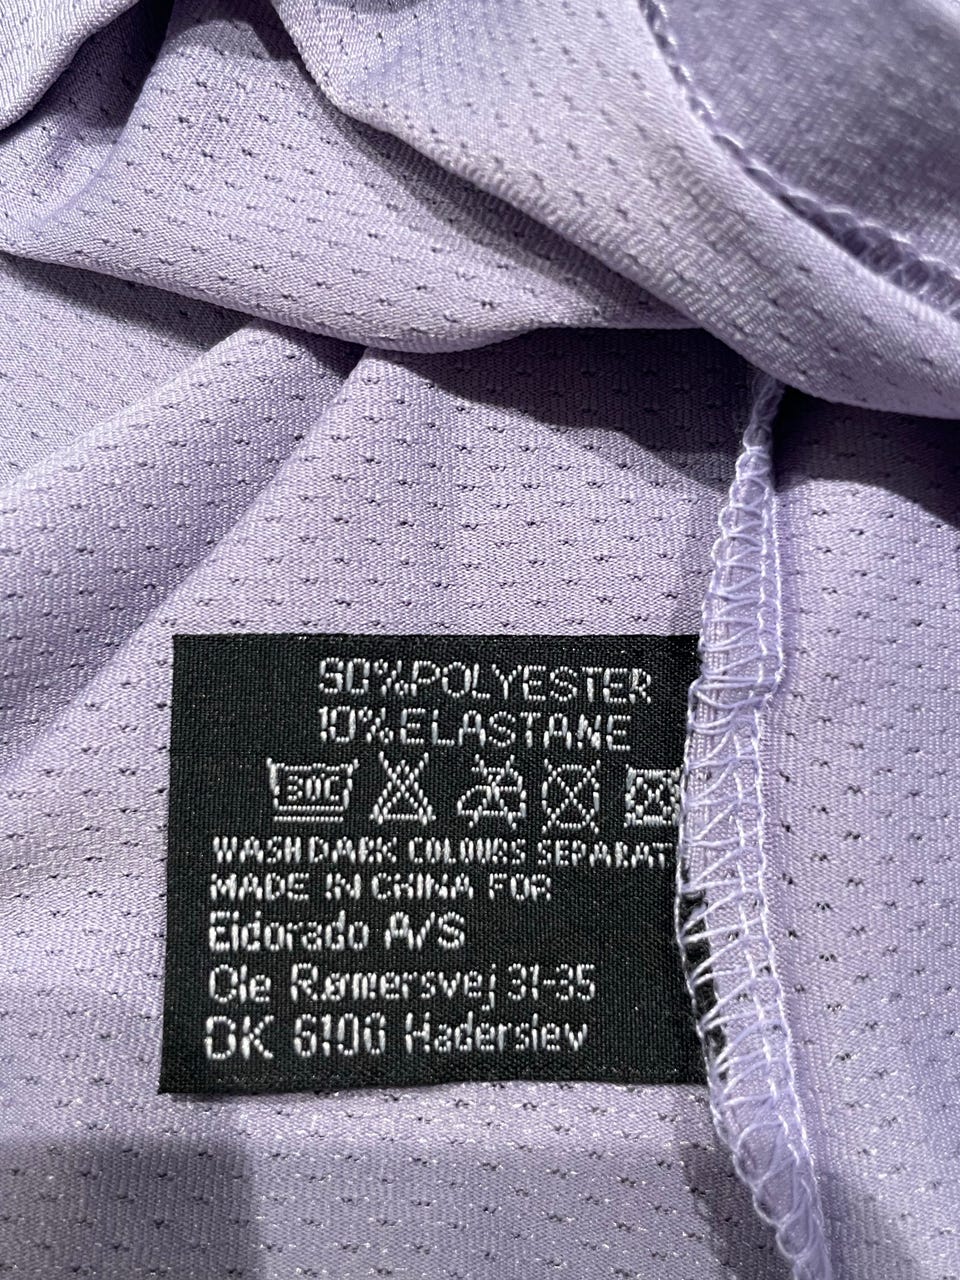 90%POLYESTER
10%ELASTANE
30C
WASH DARK COLOURS SEPARAT
MADE IN CHINA FOR
Eldorado A/S
Ole Rømersvej 31-35
DK 6100 Haderslev